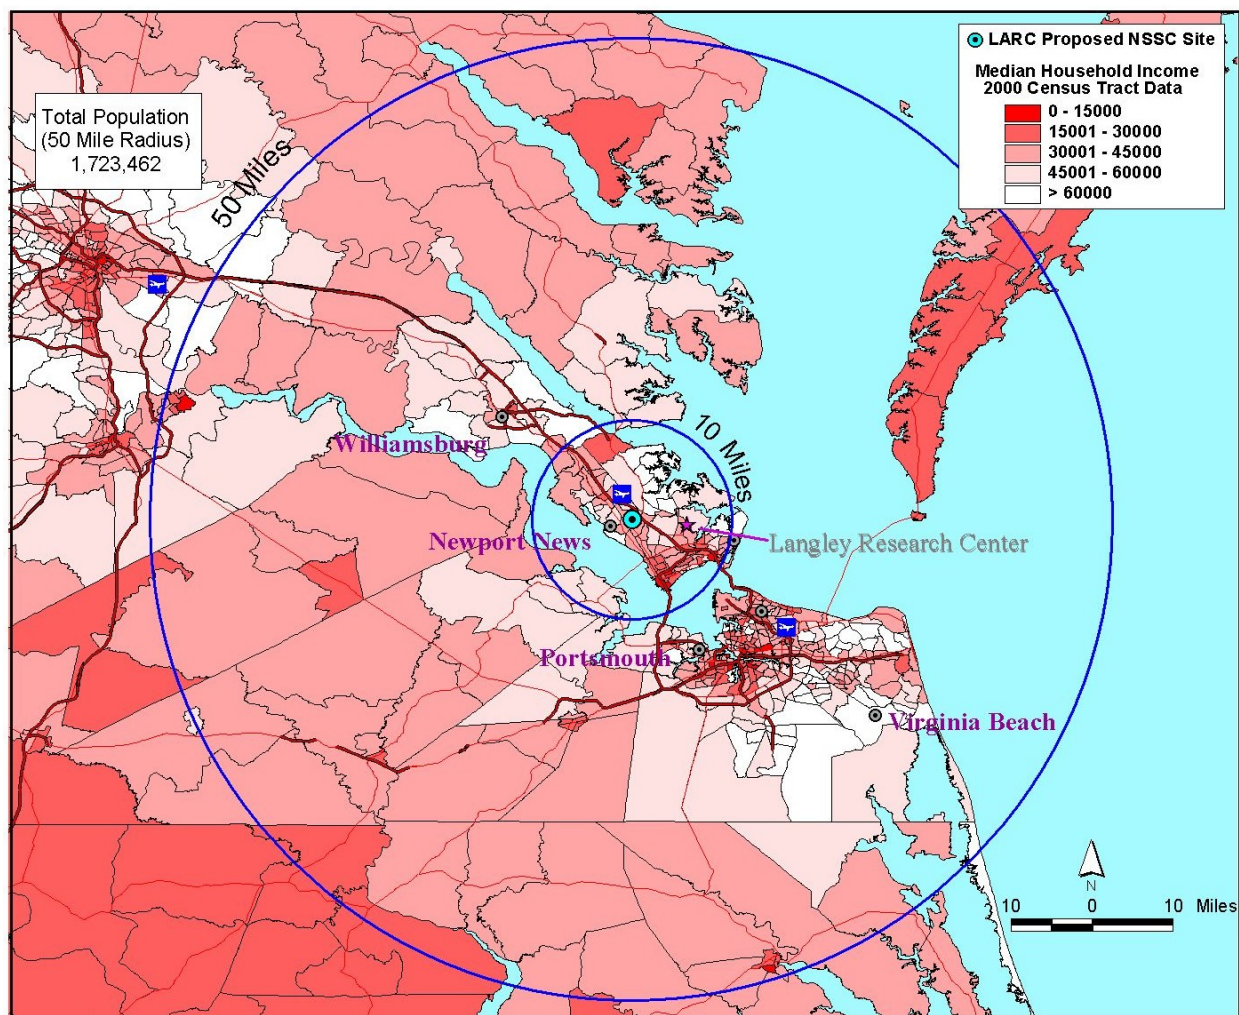 LARC Proposed NSSC Site
Median Household Income
2000 Census Tract Data
0 - 15000
15001 - 30000
30001 - 45000
45001 - 60000
> 60000
Total Population
(50 Mile Radius)
1,723,462
50 Miles
10 Miles
Williamsburg
Newport News
Langley Research Center
Portsmouth
Virginia Beach
N
10 0 10 Miles